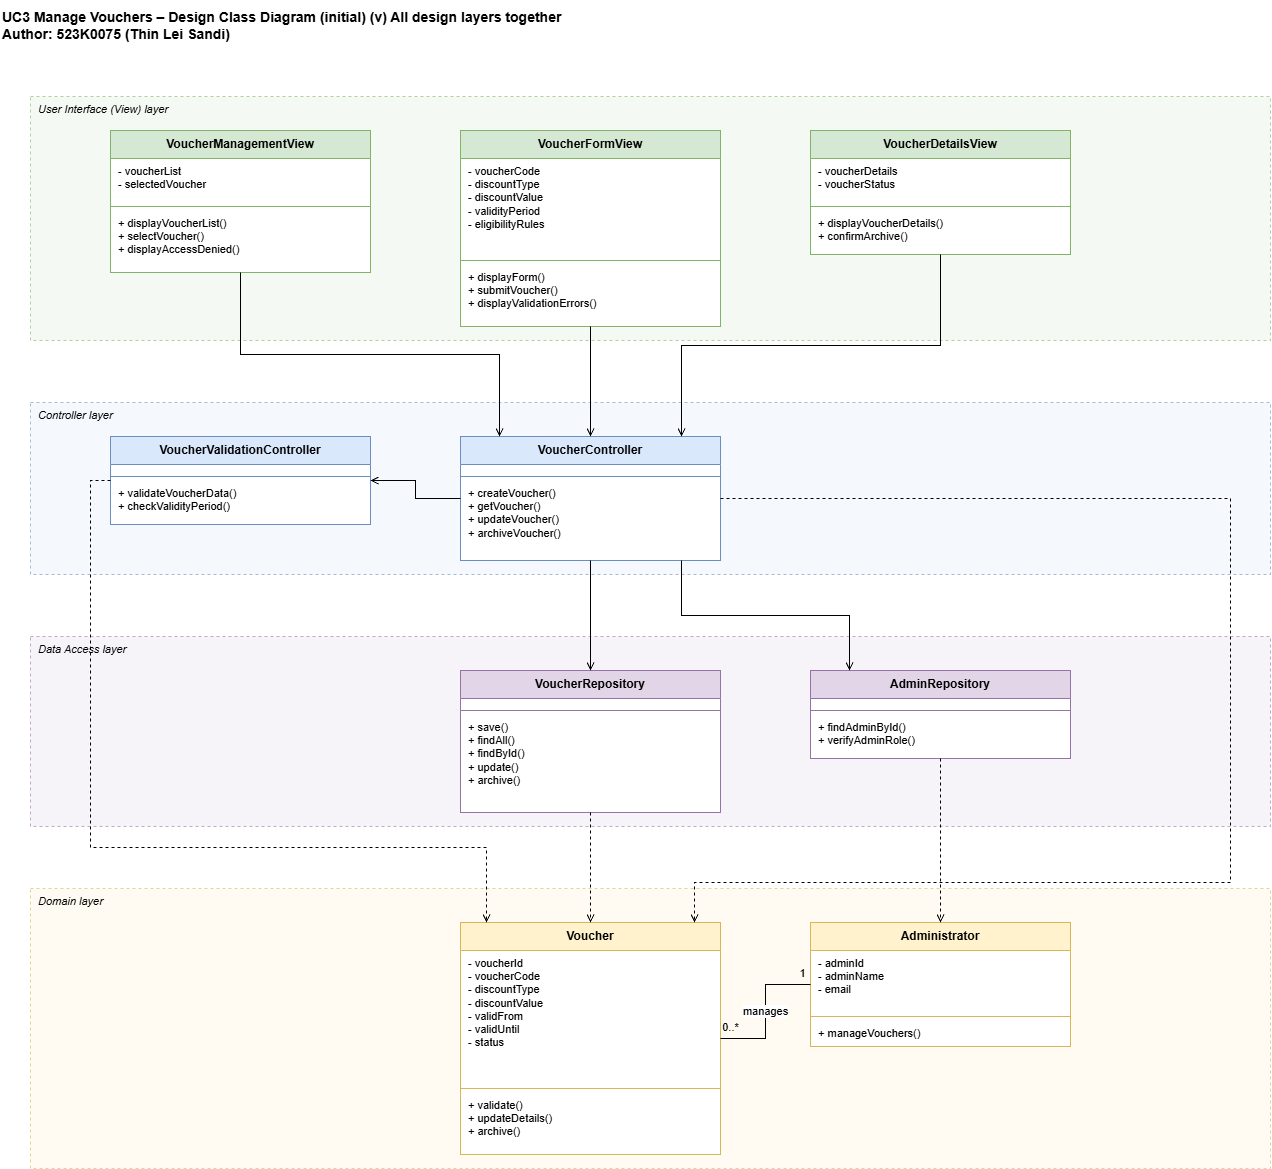 UC3 Manage Vouchers – Design Class Diagram (initial) (v) All design layers together
Author: 523K0075 (Thin Lei Sandi)
User Interface (View) layer
VoucherManagementView
- voucherList
- selectedVoucher
+ displayVoucherList()
+ selectVoucher()
+ displayAccessDenied()
VoucherFormView
- voucherCode
- discountType
- discountValue
- validityPeriod
- eligibilityRules
+ displayForm()
+ submitVoucher()
+ displayValidationErrors()
VoucherDetailsView
- voucherDetails
- voucherStatus
+ displayVoucherDetails()
+ confirmArchive()
Controller layer
VoucherValidationController
+ validateVoucherData()
+ checkValidityPeriod()
VoucherController
+ createVoucher()
+ getVoucher()
+ updateVoucher()
+ archiveVoucher()
Data Access layer
VoucherRepository
+ save()
+ findAll()
+ findById()
+ update()
+ archive()
AdminRepository
+ findAdminById()
+ verifyAdminRole()
Domain layer
Voucher
- voucherId
- voucherCode
- discountType
- discountValue
- validFrom
- validUntil
- status
+ validate()
+ updateDetails()
+ archive()
1
manages
0..*
Administrator
- adminId
- adminName
- email
+ manageVouchers()